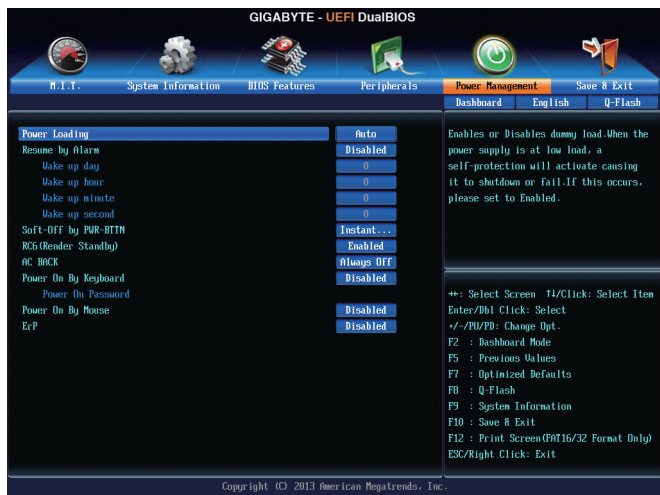 GIGABYTE - UEFI DualBIOS
M.I.T. System Information BIOS Features Peripherals Power Management Save & Exit
Dashboard English Q-Flash
Power Loading Auto
Resume by Alarm Disabled
Wake up day 0
Wake up hour 0
Wake up minute 0
Wake up second 0
Soft-Off by PWR-BTTN Instant...
RC6(Render Standby) Enabled
AC BACK Always Off
Power On By Keyboard Disabled
Power On Password
Power On By Mouse Disabled
ErP Disabled
Enables or Disables dummy load.When the
power supply is at low load, a
self-protection will activate causing
it to shutdown or fail.If this occurs,
please set to Enabled.
↔: Select Screen ↑↓/Click: Select Item
Enter/Dbl Click: Select
+/-/PU/PD: Change Opt.
F2 : Dashboard Mode
F5 : Previous Values
F7 : Optimized Defaults
F8 : Q-Flash
F9 : System Information
F10 : Save & Exit
F12 : Print Screen(FAT16/32 Format Only)
ESC/Right Click: Exit
Copyright (C) 2013 American Megatrends, Inc.